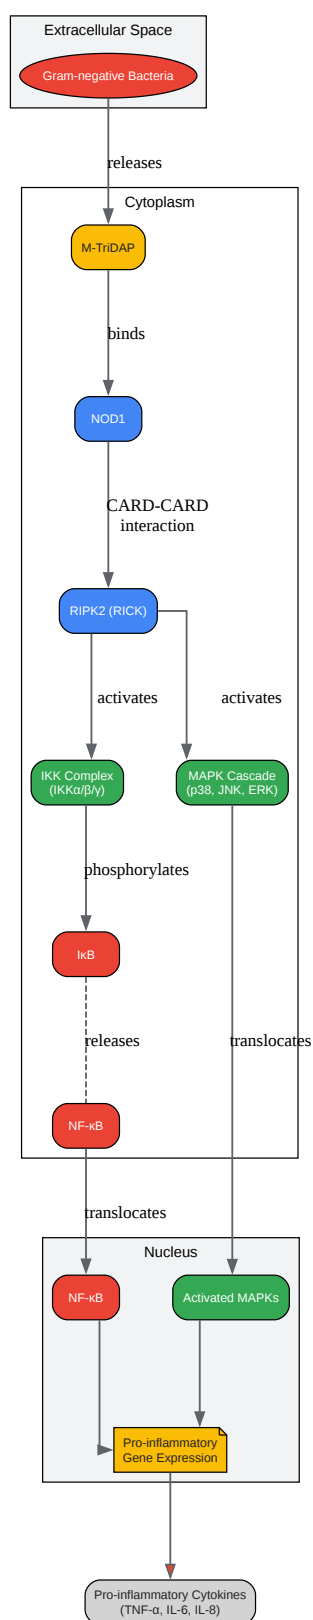 Extracellular Space
Gram-negative Bacteria
releases
Cytoplasm
M-TriDAP
binds
NOD1
CARD-CARD
interaction
RIPK2 (RICK)
activates
activates
IKK Complex
(IKKα/β/γ)
MAPK Cascade
(p38, JNK, ERK)
phosphorylates
IκB
releases
translocates
NF-κB
translocates
Nucleus
NF-κB
Activated MAPKs
Pro-inflammatory
Gene Expression
Pro-inflammatory Cytokines
(TNF-α, IL-6, IL-8)